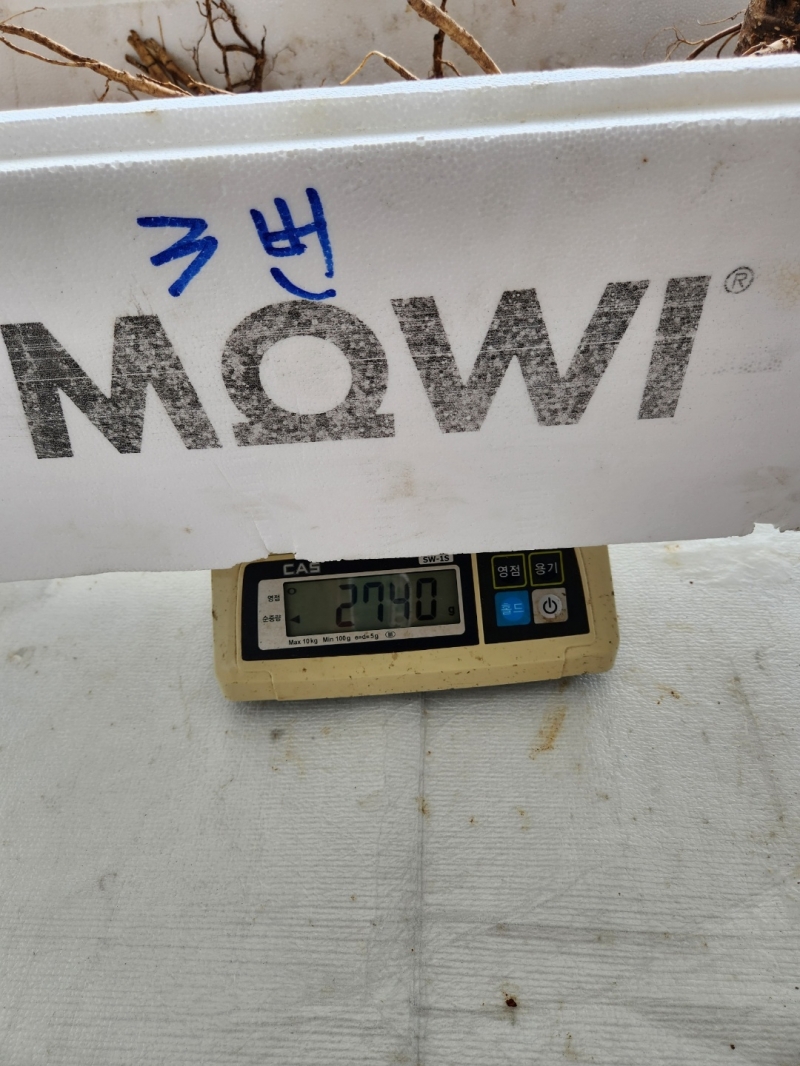 3번
MOWI®
CAS
SW-1S
영점 용기
영점
2740 g
순중량
홀드
Max 10kg Min 100g e=d=5g